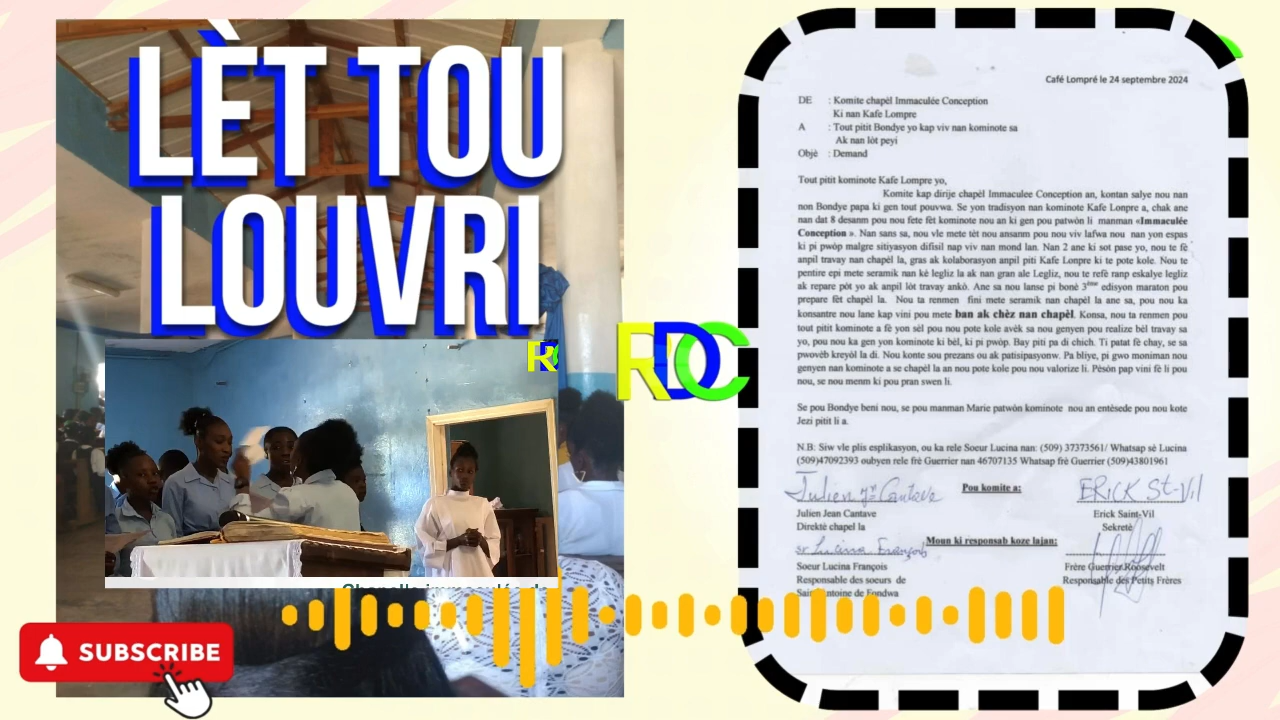 LÈT TOU
LOUVRI
RDC
SUBSCRIBE
Café Lompré le 24 septembre 2024
DE : Komite chapèl Immaculée Conception
Ki nan Kafe Lompre
A : Tout pitit Bondye yo kap viv nan kominote sa
Ak nan lòt peyi
Objè : Demand
Tout pitit kominote Kafe Lompre yo,
Komite kap dirije chapèl Immaculee Conception an, kontan salye nou nan
non Bondye papa ki gen tout pouvwa. Se yon tradisyon nan kominote Kafe Lonpre a, chak ane
nan dat 8 desanm pou nou fete fèt kominote nou an ki gen pou patwòn li manman «Immaculée
Conception ». Nan sans sa, nou vle mete tèt nou ansanm pou nou viv lafwa nou nan yon espas
ki pi pwòp malgre sitiyasyon difisil nap viv nan mond lan. Nan 2 ane ki sot pase yo, nou te fè
anpil travay nan chapèl la, gras ak kolaborasyon anpil piti Kafe Lonpre ki te pote kole. Nou te
pentire epi mete seramik nan kè legliz la ak nan gran ale Legliz, nou te refè ranp eskalye legliz
ak repare pòt yo ak anpil lòt travay ankò. Ane sa nou lanse pi bonè 3ème edisyon maraton pou
prepare fèt chapèl la. Nou ta renmen fini mete seramik nan chapèl la ane sa, pou nou ka
konsantre nou lane kap vini pou mete ban ak chèz nan chapèl. Konsa, nou ta renmen pou
tout pitit kominote a fè yon sèl pou nou pote kole avèk sa nou genyen pou realize bèl travay sa
yo, pou nou ka gen yon kominote ki bèl, ki pi pwòp. Bay piti pa di chich. Ti patat fè chay, se sa
pwovèb kreyòl la di. Nou konte sou prezans ou ak patisipasyonw. Pa bliye, pi gwo moniman nou
genyen nan kominote a se chapèl la an nou pote kole pou nou valorize li. Pèsón pap vini fè li pou
nou, se nou menm ki pou pran swen li.
Se pou Bondye beni nou, se pou manman Marie patwòn kominote nou an entèsede pou nou kote
Jezi pitit li a.
N.B: Siw vle plis esplikasyon, ou ka rele Soeur Lucina nan: (509) 37373561/ Whatsap sè Lucina
(509)47092393 oubyen rele frè Guerrier nan 46707135 Whatsap frè Guerrier (509)43801961
Pou komite a:
Julien Jn Cantave
ERICK St-Vil
Julien Jean Cantave
Erick Saint-Vil
Direktè chapel la
Sekretè
Moun ki responsab koze lajan:
sr Lucina François
Soeur Lucina François
Frère Guerrier Roosevelt
Responsable des soeurs de
Responsable des Petits Frères
Saint Antoine de Fondwa